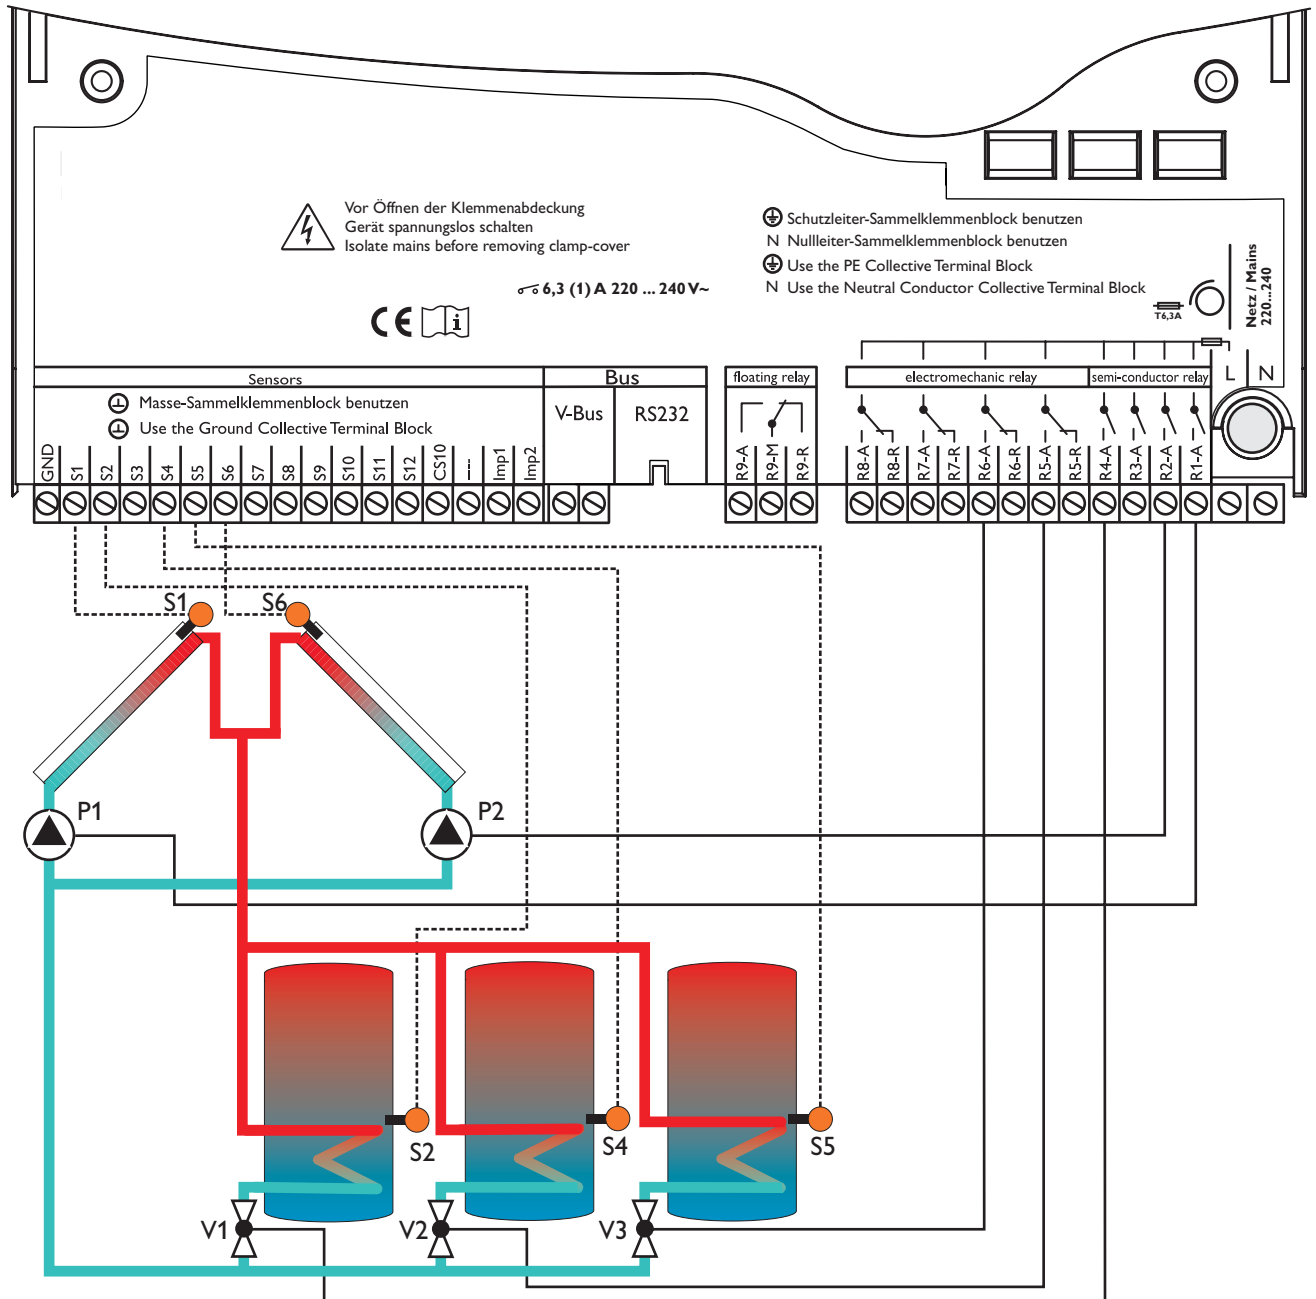 Vor Öffnen der Klemmenabdeckung
Gerät spannungslos schalten
Isolate mains before removing clamp-cover
6,3 (1) A 220 ... 240 V~
CE i
Schutzleiter-Sammelklemmenblock benutzen
N Nullleiter-Sammelklemmenblock benutzen
Use the PE Collective Terminal Block
N Use the Neutral Conductor Collective Terminal Block
T6,3A
Netz / Mains
220...240
L N
Sensors
Masse-Sammelklemmenblock benutzen
Use the Ground Collective Terminal Block
Bus
V-Bus RS232
floating relay
electromechanic relay
semi-conductor relay
GND S1 S2 S3 S4 S5 S6 S7 S8 S9 S10 S11 S12 CS10 --- Imp1 Imp2
R9-A R9-M R9-R
R8-A R8-R R7-A R7-R R6-A R6-R R5-A R5-R R4-A R3-A R2-A R1-A
S1 S6
P1 P2
S2 S4 S5
V1 V2 V3